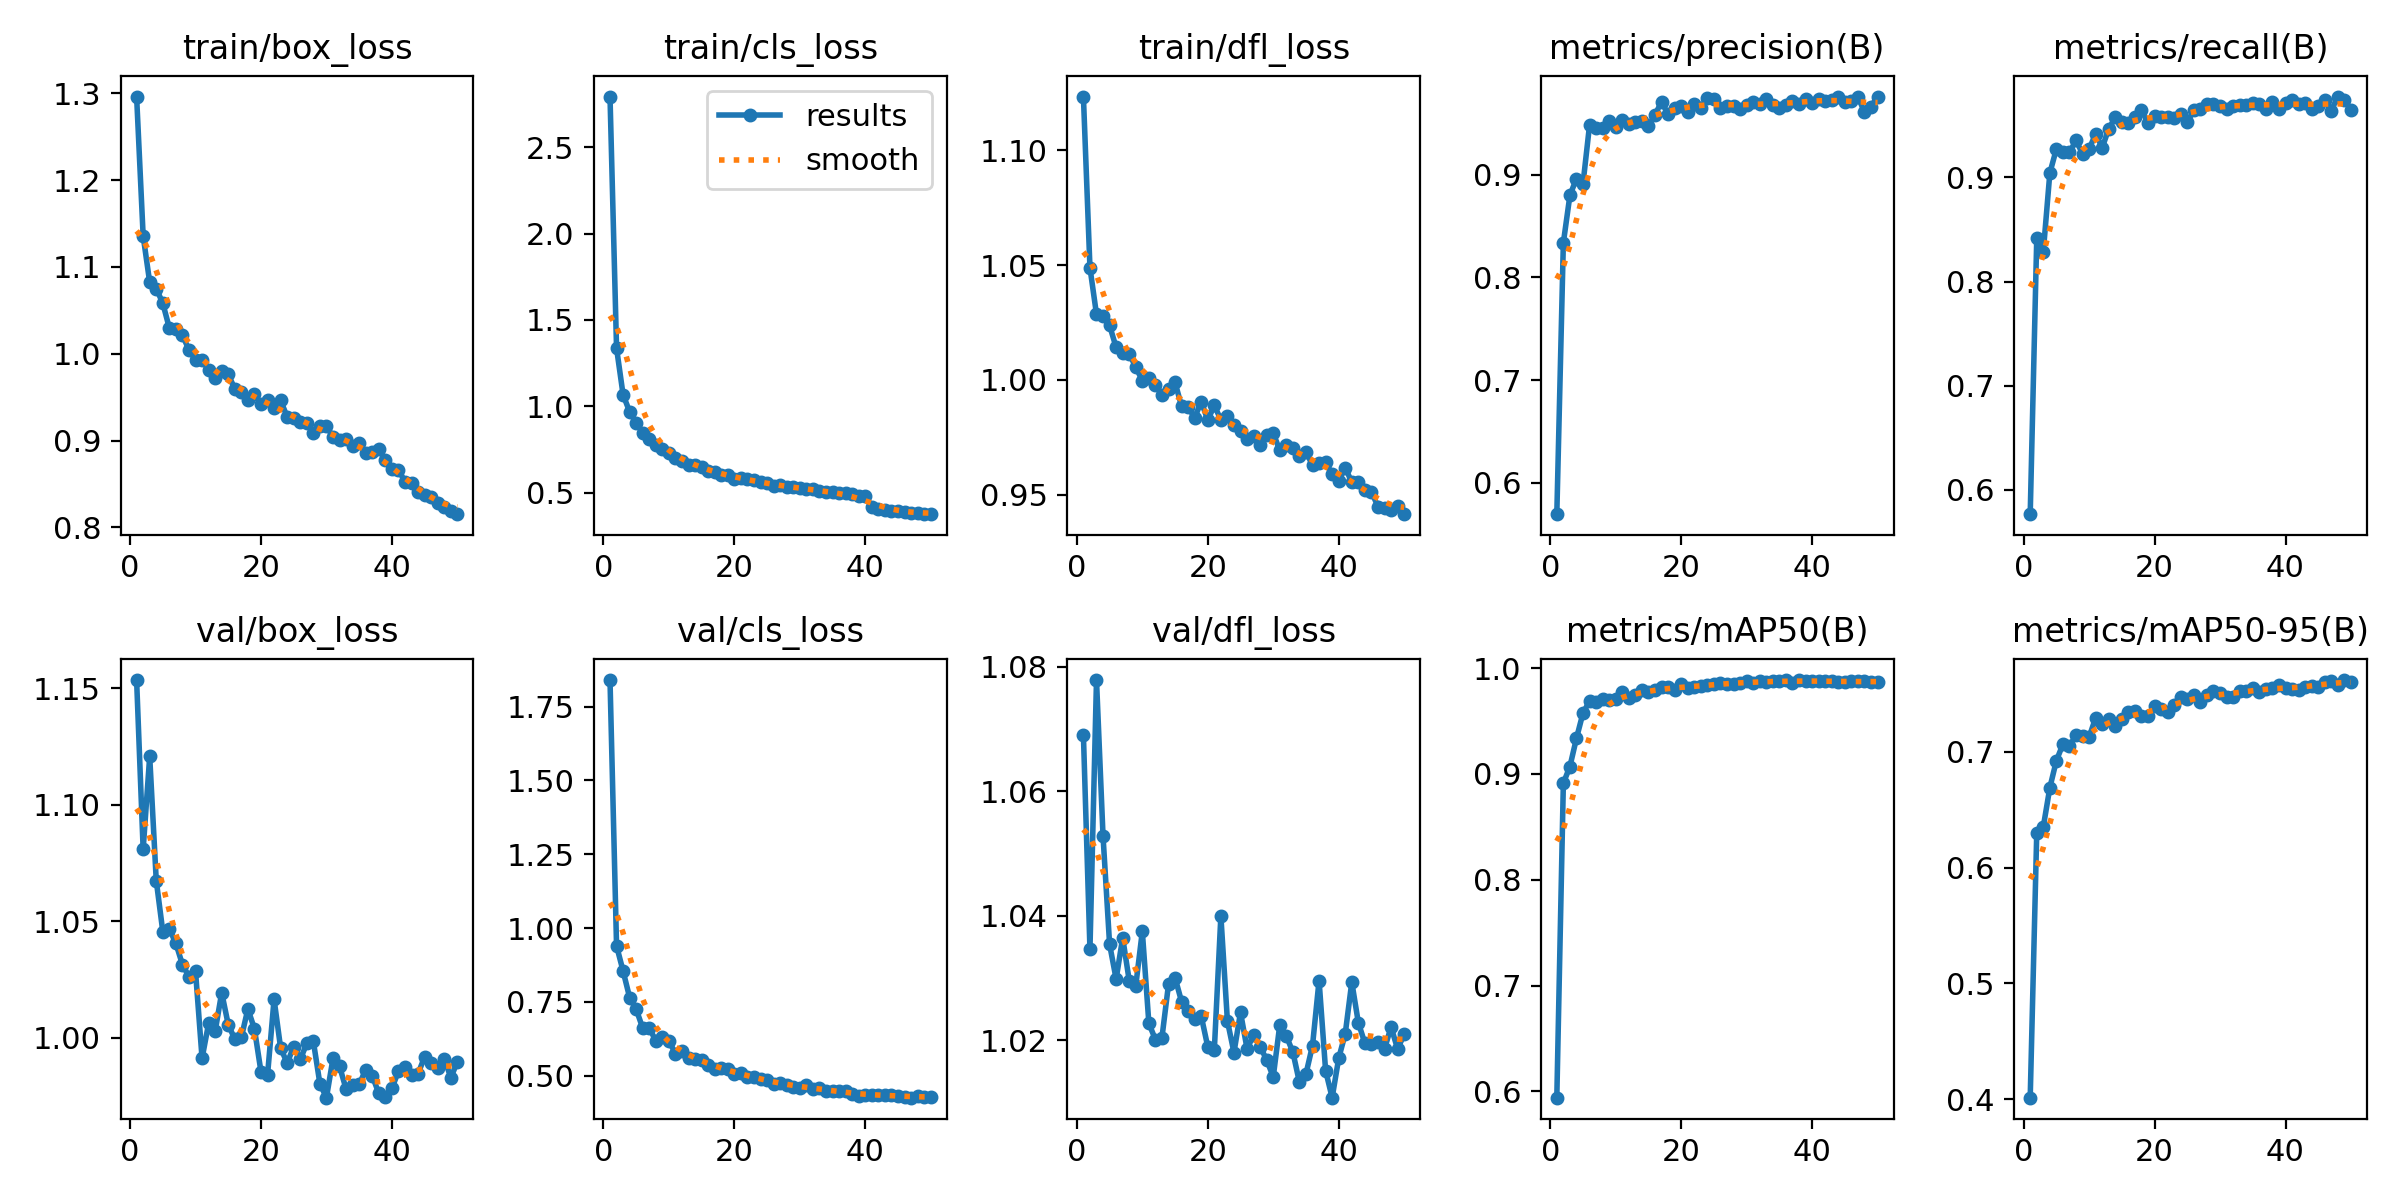 train/box_loss
1.3
1.2
1.1
1.0
0.9
0.8
0 20 40
train/cls_loss
results
smooth
2.5
2.0
1.5
1.0
0.5
0 20 40
train/dfl_loss
1.10
1.05
1.00
0.95
0 20 40
metrics/precision(B)
0.9
0.8
0.7
0.6
0 20 40
metrics/recall(B)
0.9
0.8
0.7
0.6
0 20 40
val/box_loss
1.15
1.10
1.05
1.00
0 20 40
val/cls_loss
1.75
1.50
1.25
1.00
0.75
0.50
0 20 40
val/dfl_loss
1.08
1.06
1.04
1.02
0 20 40
metrics/mAP50(B)
1.0
0.9
0.8
0.7
0.6
0 20 40
metrics/mAP50-95(B)
0.7
0.6
0.5
0.4
0 20 40